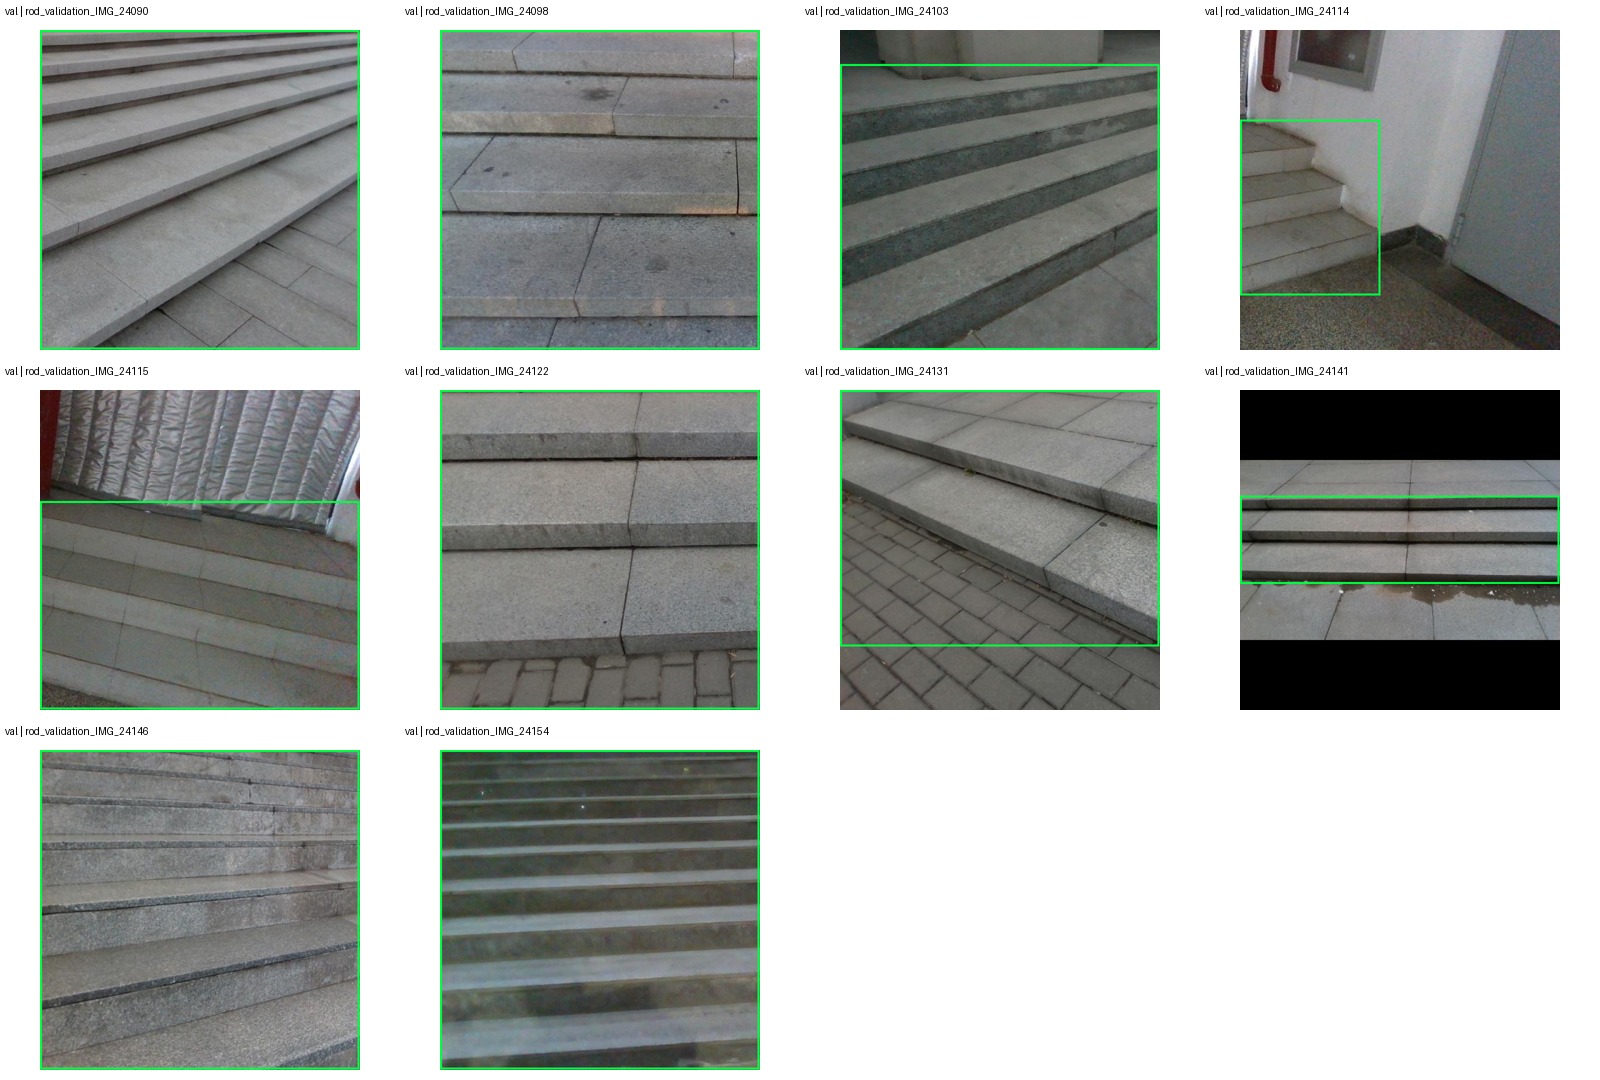 val | rod_validation_IMG_24090
val | rod_validation_IMG_24098
val | rod_validation_IMG_24103
val | rod_validation_IMG_24114
val | rod_validation_IMG_24115
val | rod_validation_IMG_24122
val | rod_validation_IMG_24131
val | rod_validation_IMG_24141
val | rod_validation_IMG_24146
val | rod_validation_IMG_24154